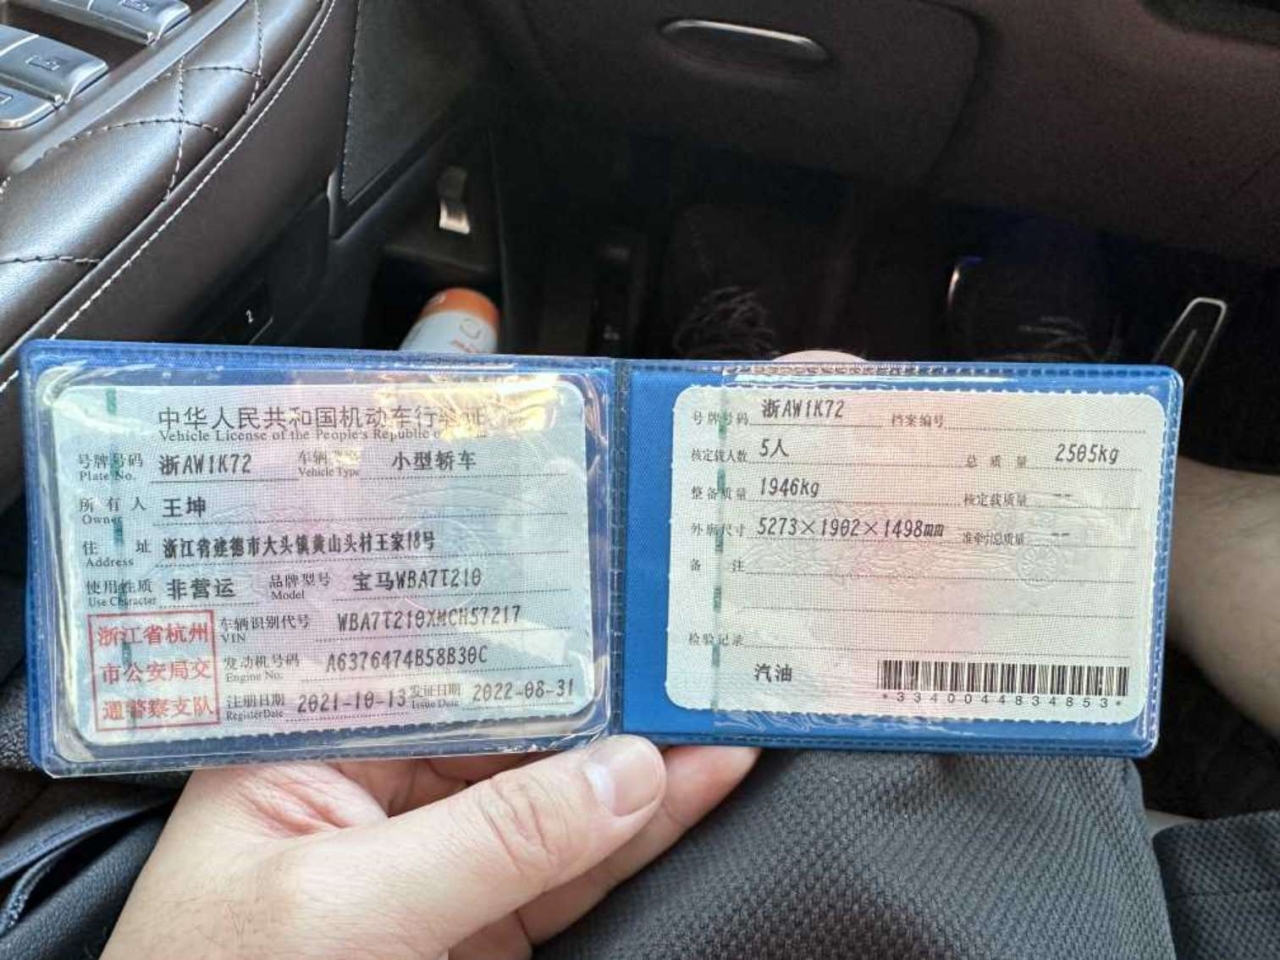 中华人民共和国机动车行驶证
Vehicle License of the People's Republic of
号牌号码 浙AW1K72 车辆类型 小型轿车
Plate No. Vehicle Type
所有人 王坤
Owner
住址 浙江省建德市大头镇黄山头村王家18号
Address
使用性质 非营运 品牌型号 宝马WBA7T210
Use Character Model
浙江省杭州
市公安局交
通警察支队
车辆识别代号 WBA7T210XMCH57217
VIN
发动机号码 A6376474B58B30C
Engine No.
注册日期 2021-10-13 发证日期 2022-08-31
Register Date Issue Date
号牌号码 浙AW1K72 档案编号
核定载人数 5人 总质量 2505kg
整备质量 1946kg 核定载质量 --
外廓尺寸 5273×1902×1498mm 准牵引总质量 --
备注
检验记录
汽油
*3340044834853*
2